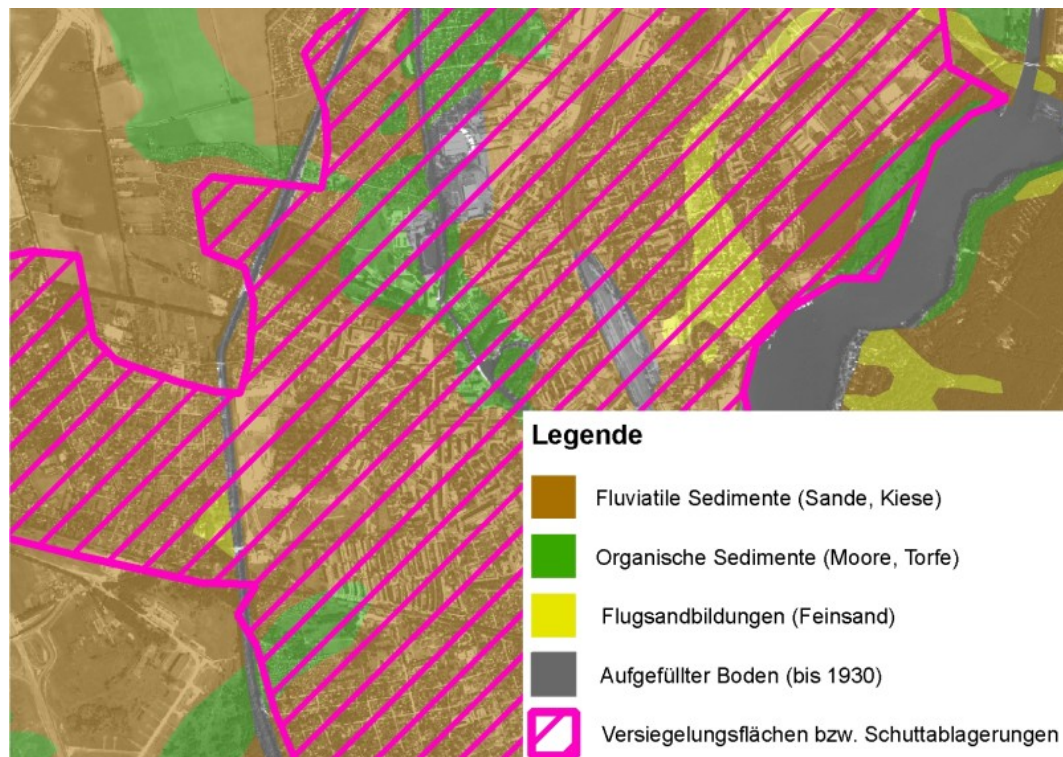 Legende
Fluviatile Sedimente (Sande, Kiese)
Organische Sedimente (Moore, Torfe)
Flugsandbildungen (Feinsand)
Aufgefüllter Boden (bis 1930)
Versiegelungsflächen bzw. Schuttablagerungen